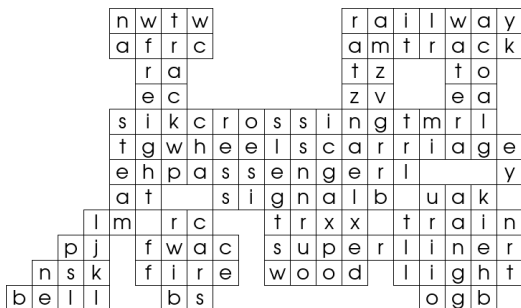 n w t w r a i l w a y
a f r c a m t r a c k
r a t z t o
e c z v e a
s i k c r o s s i n g t m r l
t g w h e e l s c a r r i a g e
e h p a s s e n g e r l y
a t s i g n a l b u a k
l m r c t r x x t r a i n
p j f w a c s u p e r l i n e r
n s k f i r e w o o d l i g h t
b e l l b s o g b